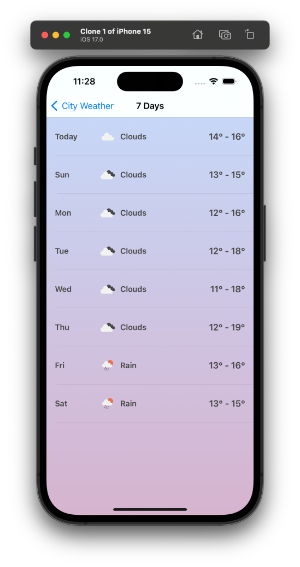 Clone 1 of iPhone 15
iOS 17.0
11:28
City Weather
7 Days
Today Clouds 14° - 16°
Sun Clouds 13° - 15°
Mon Clouds 12° - 16°
Tue Clouds 12° - 18°
Wed Clouds 11° - 18°
Thu Clouds 12° - 19°
Fri Rain 13° - 16°
Sat Rain 13° - 15°